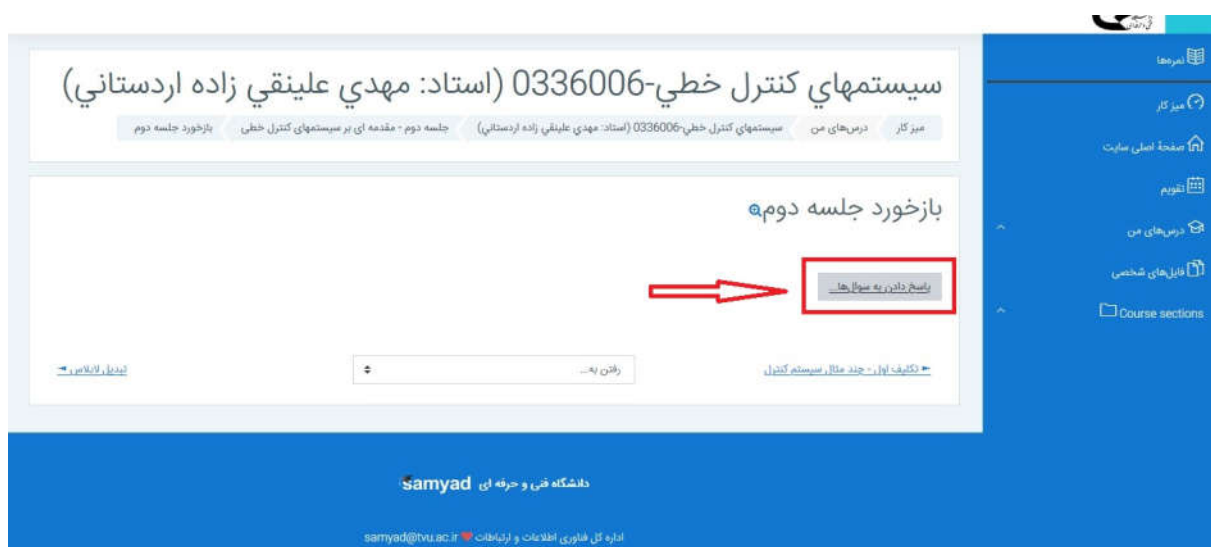 نمره‌ها
میز کار
صفحهٔ اصلی سایت
تقویم
درس‌های من
فایل‌های شخصی
Course sections
سيستمهاي كنترل خطي-0336006 (استاد: مهدي علينقي زاده اردستاني)
میز کار درس‌های من سيستمهاي كنترل خطي-0336006 (استاد: مهدي علينقي زاده اردستاني) جلسه دوم - مقدمه ای بر سیستمهای کنترل خطی بازخورد جلسه دوم
بازخورد جلسه دوم
پاسخ دادن به سوال‌ها...
◄ تکلیف اول - چند مثال سیستم کنترل رفتن به... تبدیل لاپلاس ►
دانشگاه فنی و حرفه ای samyad
اداره کل فناوری اطلاعات و ارتباطات samyad@tvu.ac.ir